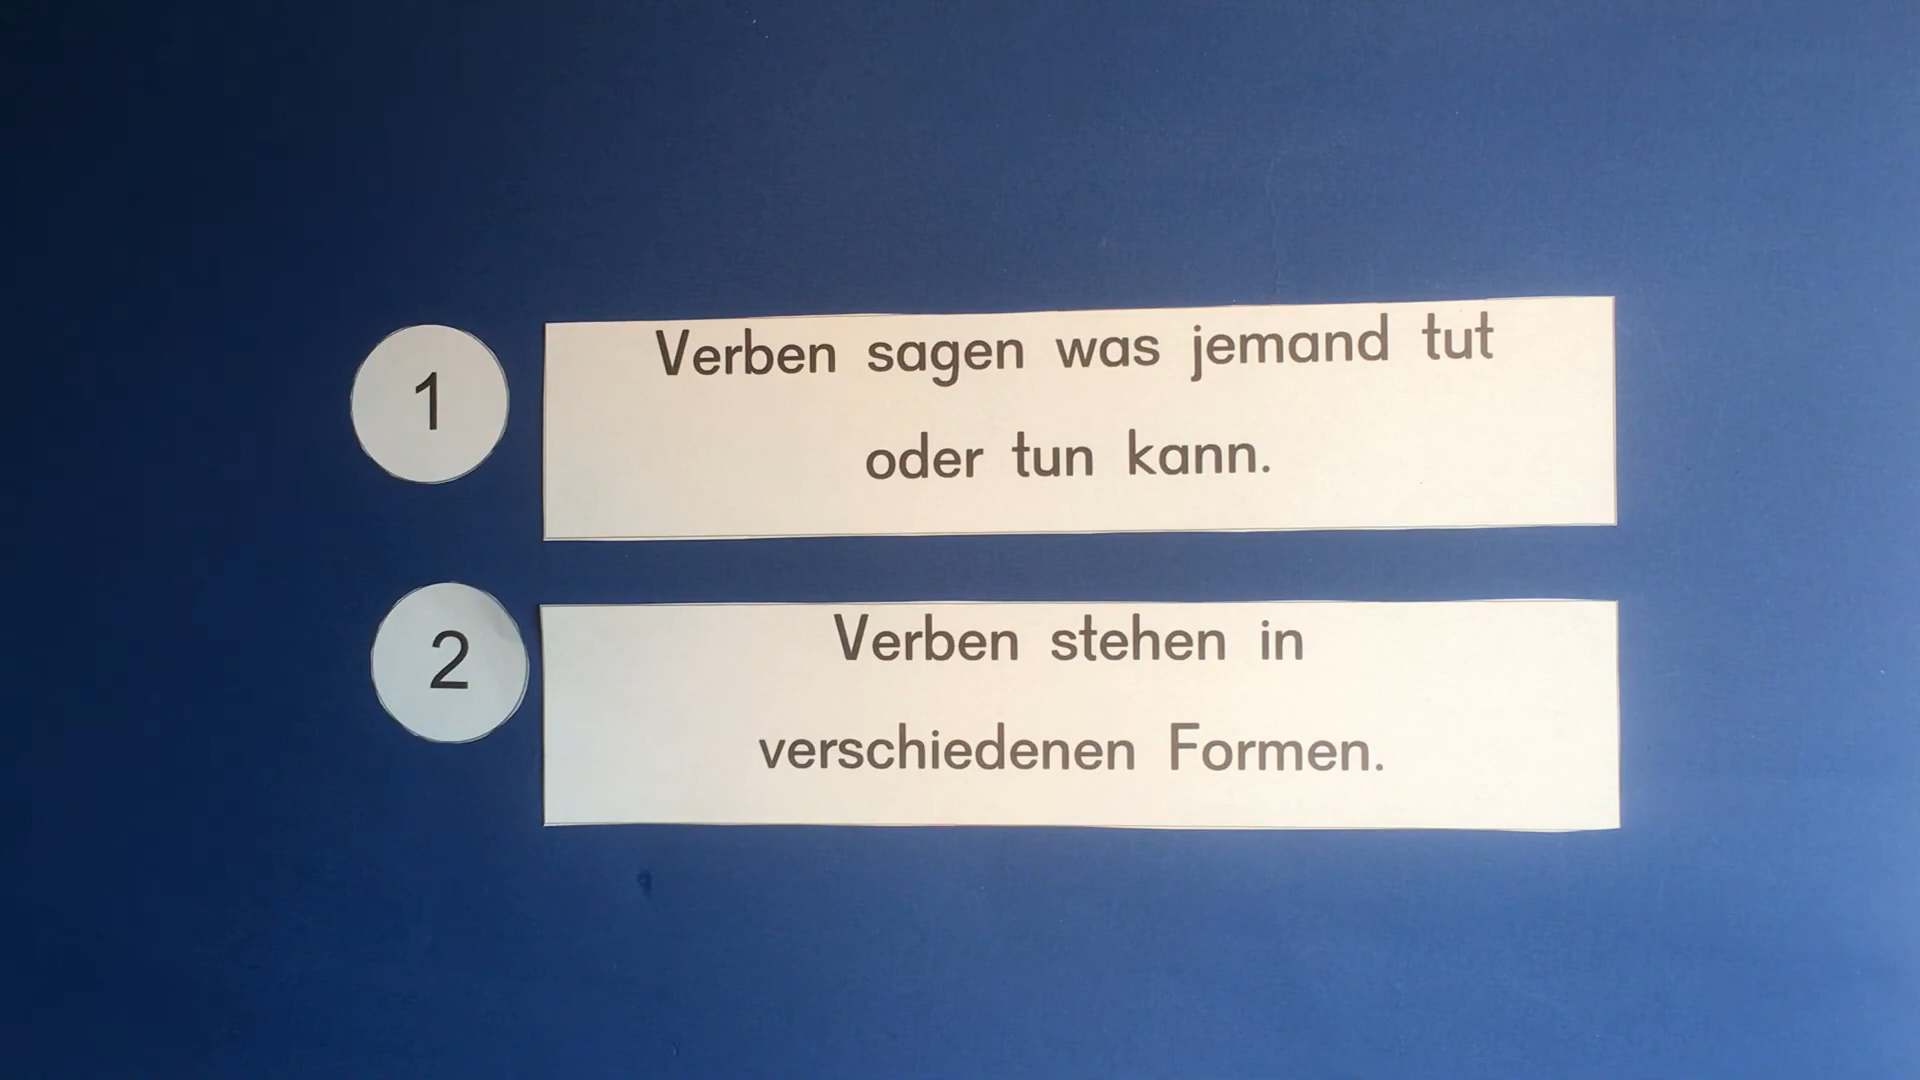 1
Verben sagen was jemand tut
oder tun kann.
2
Verben stehen in
verschiedenen Formen.